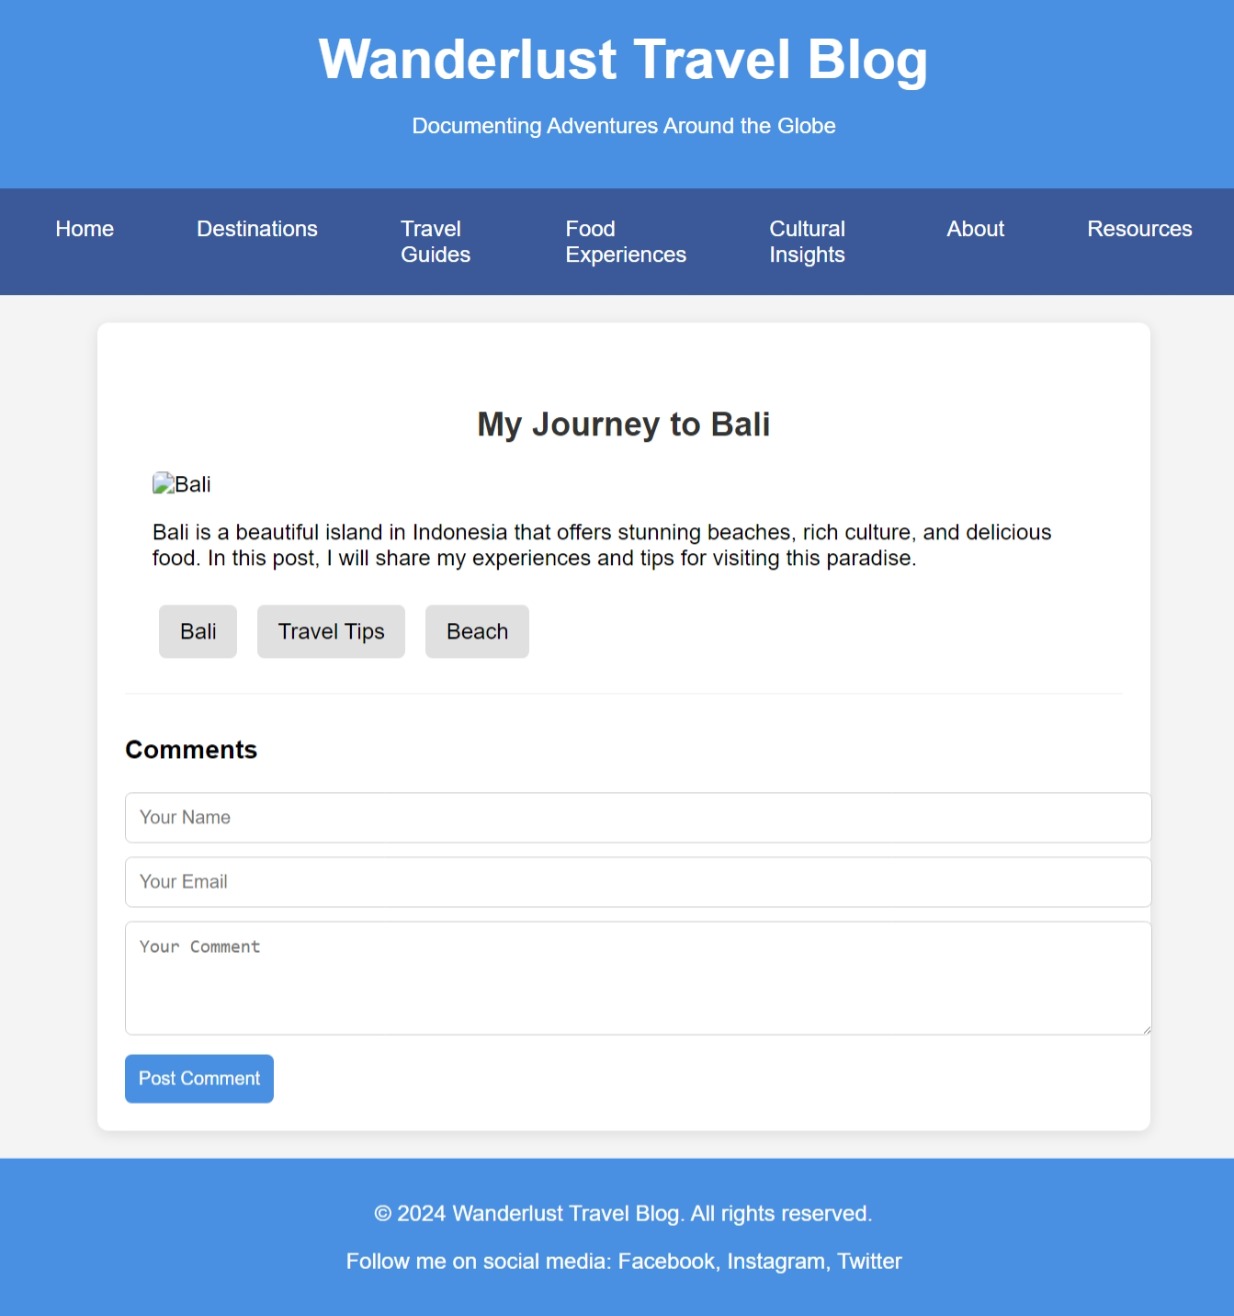 Wanderlust Travel Blog
Documenting Adventures Around the Globe
Home
Destinations
Travel
Guides
Food
Experiences
Cultural
Insights
About
Resources
My Journey to Bali
Bali
Bali is a beautiful island in Indonesia that offers stunning beaches, rich culture, and delicious
food. In this post, I will share my experiences and tips for visiting this paradise.
Bali
Travel Tips
Beach
Comments
Your Name
Your Email
Your Comment
Post Comment
© 2024 Wanderlust Travel Blog. All rights reserved.
Follow me on social media: Facebook, Instagram, Twitter